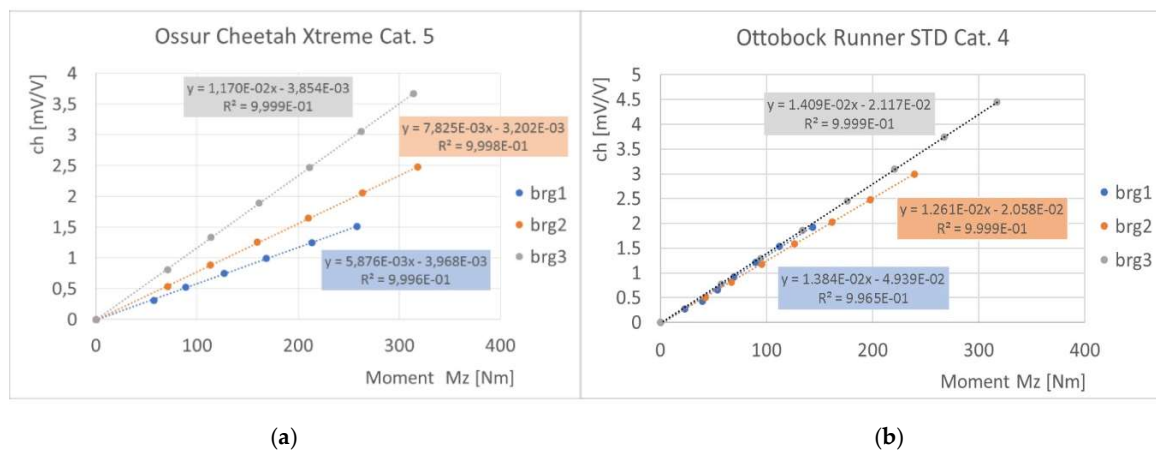 Ossur Cheetah Xtreme Cat. 5
4
3,5
3
2,5
2
1,5
1
0,5
0
ch [mV/V]
y = 1,170E-02x - 3,854E-03
R² = 9,999E-01
y = 7,825E-03x - 3,202E-03
R² = 9,998E-01
y = 5,876E-03x - 3,968E-03
R² = 9,996E-01
brg1
brg2
brg3
0 100 200 300 400
Moment Mz [Nm]
(a)
Ottobock Runner STD Cat. 4
5
4.5
4
3.5
3
2.5
2
1.5
1
0.5
0
ch [mV/V]
y = 1.409E-02x - 2.117E-02
R² = 9.999E-01
y = 1.261E-02x - 2.058E-02
R² = 9.999E-01
y = 1.384E-02x - 4.939E-02
R² = 9.965E-01
brg1
brg2
brg3
0 100 200 300 400
Moment Mz [Nm]
(b)